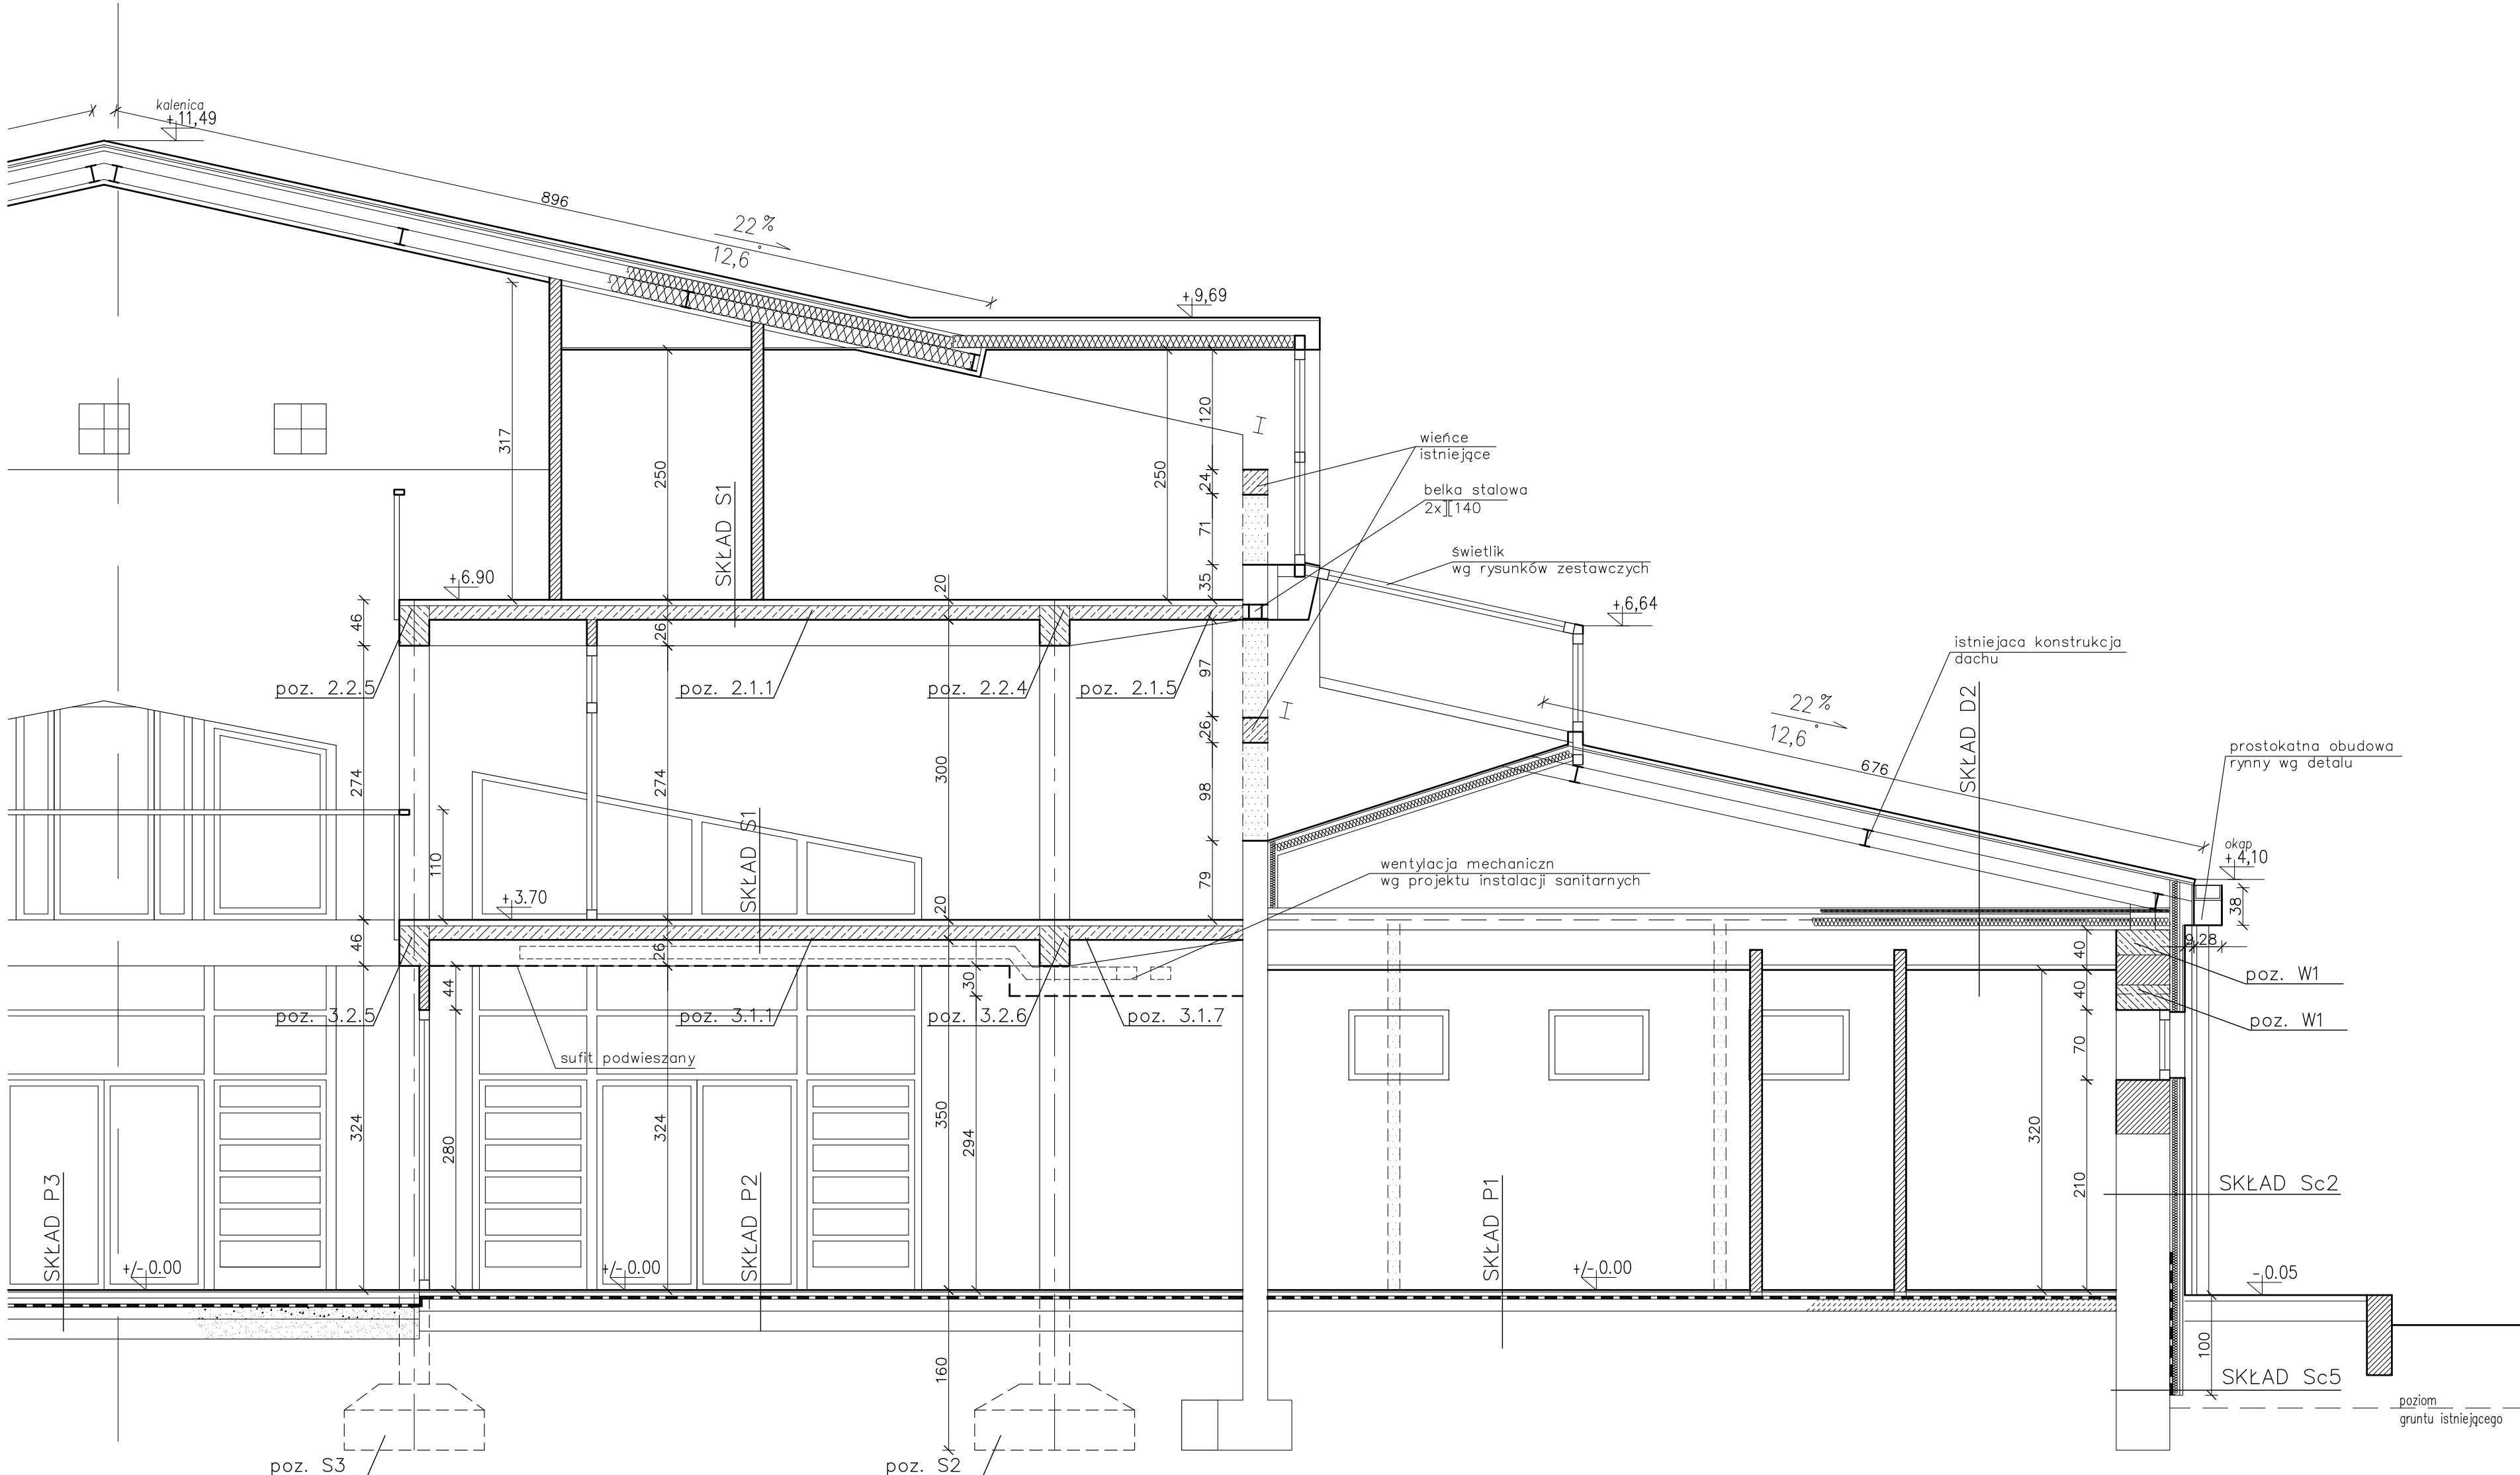 kalenica
+11,49
896
22%
12,6°
+9,69
317
250
250
120
24
71
35
SKŁAD S1
wieńce
istniejące
belka stalowa
2x][140
świetlik
wg rysunków zestawczych
+6,64
+6.90
20
46
26
97
26
98
79
poz. 2.2.5
poz. 2.1.1
poz. 2.2.4
poz. 2.1.5
istniejaca konstrukcja
dachu
22%
12,6°
676
SKŁAD D2
prostokatna obudowa
rynny wg detalu
okap
+4,10
38
9
28
274
274
300
110
SKŁAD S1
wentylacja mechaniczn
wg projektu instalacji sanitarnych
+3.70
20
46
26
44
30
40
40
70
poz. W1
poz. W1
poz. 3.2.5
poz. 3.1.1
poz. 3.2.6
poz. 3.1.7
sufit podwieszany
324
280
324
350
294
320
210
SKŁAD P3
SKŁAD P2
SKŁAD P1
SKŁAD Sc2
+/-0.00
+/-0.00
+/-0.00
-0.05
160
100
SKŁAD Sc5
poziom
gruntu istniejącego
poz. S3
poz. S2